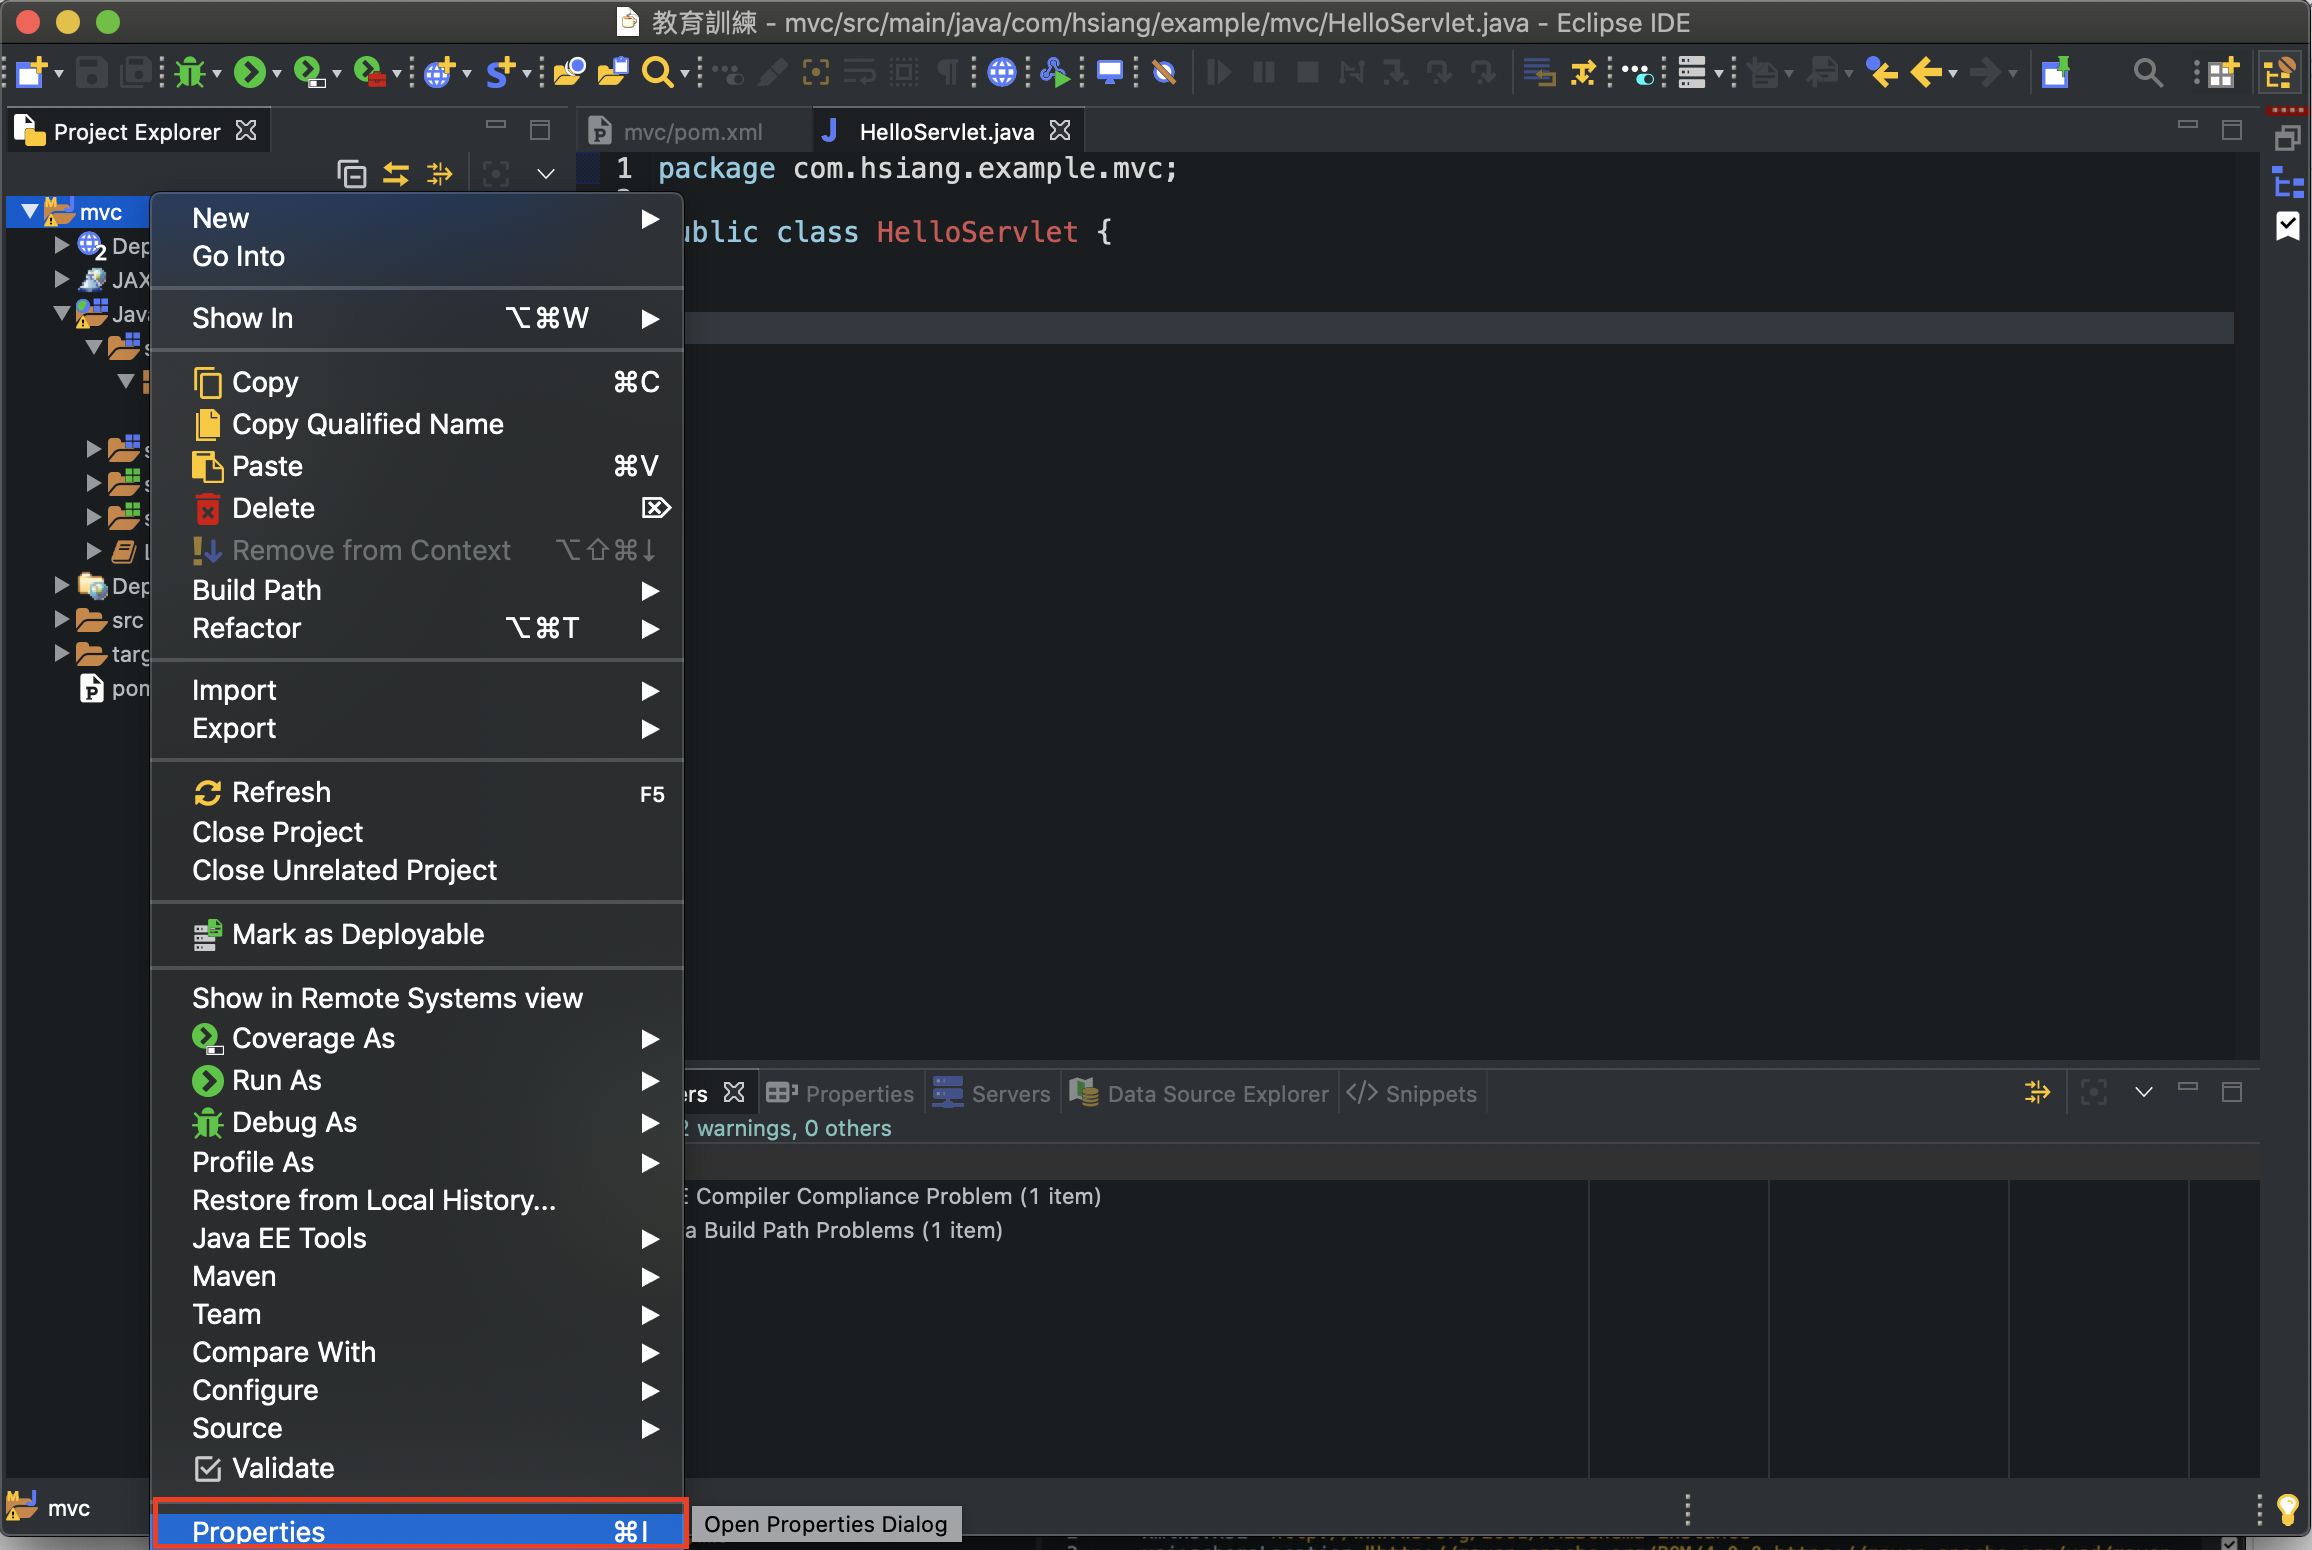 教育訓練 - mvc/src/main/java/com/hsiang/example/mvc/HelloServlet.java - Eclipse IDE
Project Explorer
mvc/pom.xml
HelloServlet.java
1 package com.hsiang.example.mvc;
ublic class HelloServlet {
mvc
2 Dep
JAX
Java
src
targ
pom
New
Go Into
Show In ⌥⌘W
Copy ⌘C
Copy Qualified Name
Paste ⌘V
Delete ⌦
Remove from Context ⌥⇧⌘↓
Build Path
Refactor ⌥⌘T
Import
Export
Refresh F5
Close Project
Close Unrelated Project
Mark as Deployable
Show in Remote Systems view
Coverage As
Run As
Debug As
Profile As
Restore from Local History...
Java EE Tools
Maven
Team
Compare With
Configure
Source
Validate
Properties ⌘I
Open Properties Dialog
Dep
ers
Properties
Servers
Data Source Explorer
Snippets
2 warnings, 0 others
E Compiler Compliance Problem (1 item)
a Build Path Problems (1 item)
mvc